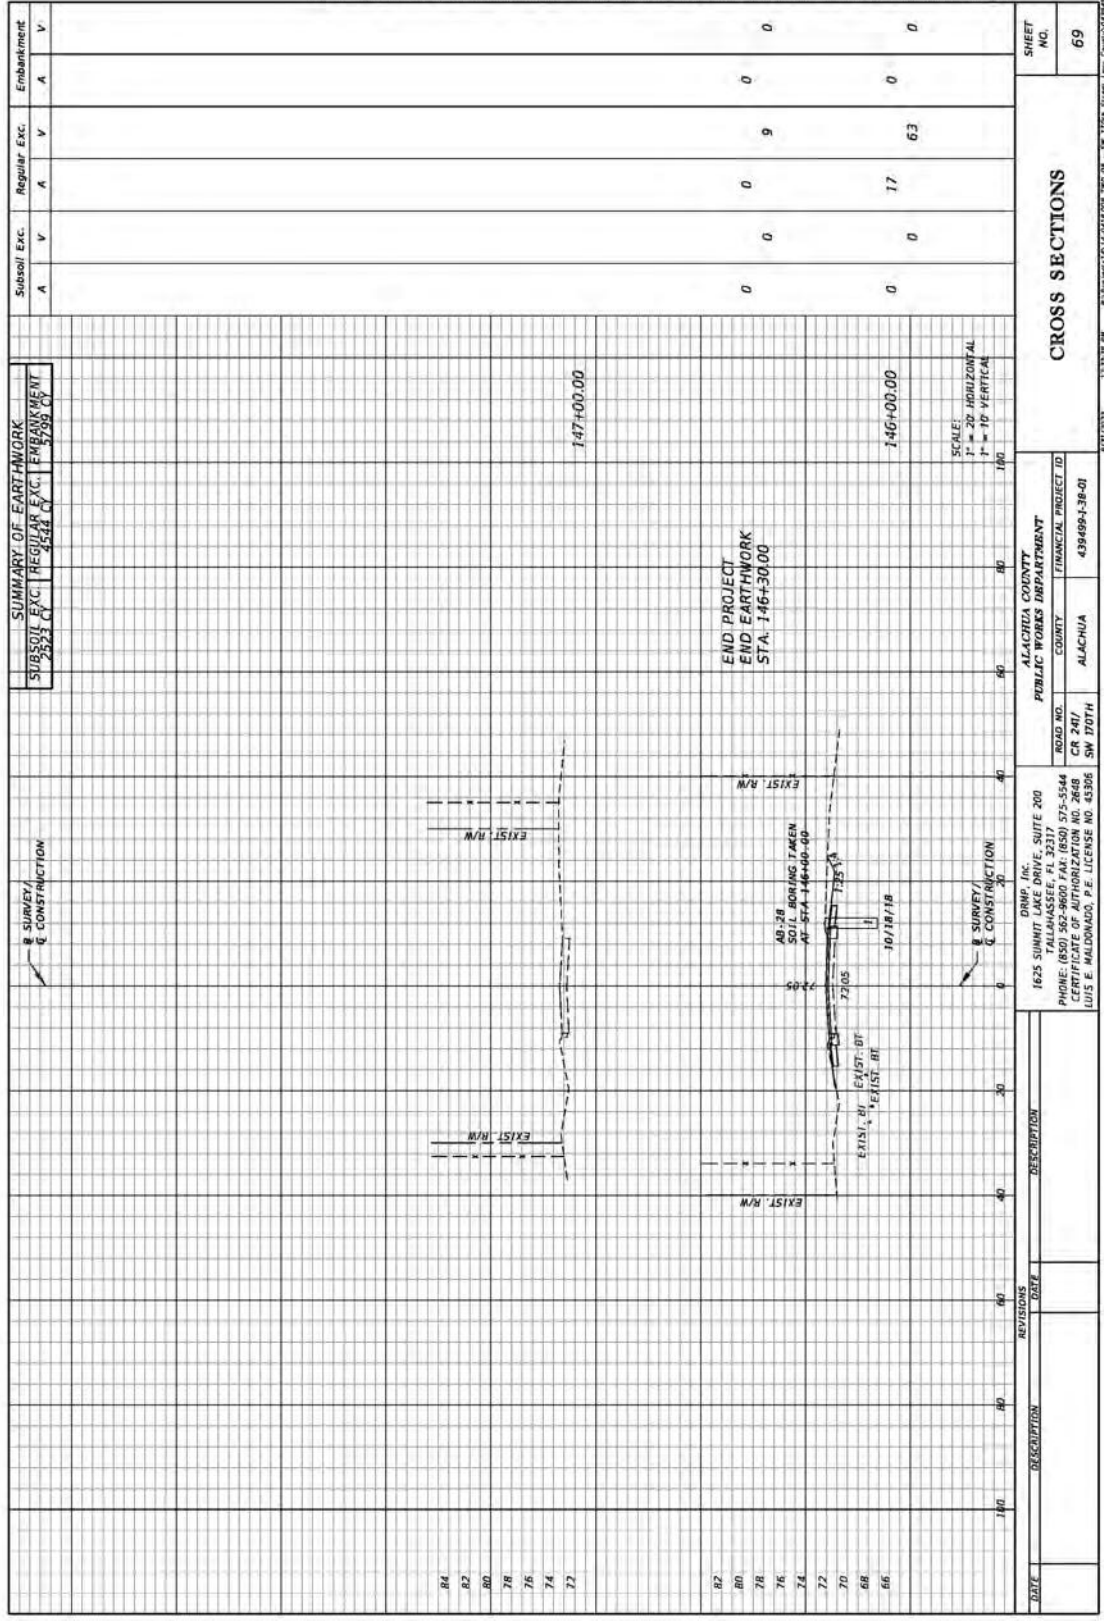 SUMMARY OF EARTHWORK
SUBSOIL EXC. REGULAR EXC. EMBANKMENT
2523 CY 4544 CY 5799 CY
Subsoil Exc. Regular Exc. Embankment
A V A V A V
℄ SURVEY/
℄ CONSTRUCTION
84
82
80
78
76
74
72
EXIST. R/W
EXIST. R/W
147+00.00
END PROJECT
END EARTHWORK
STA. 146+30.00
0 0 0
0 9 0
82
80
78
76
74
72
70
68
66
EXIST. R/W
EXIST. R/W
AB-28
SOIL BORING TAKEN
AT STA 146+00.00
72.05
72.05
1
10/18/18
EXIST. BT
EXIST. BT
146+00.00
0 17 0
0 63 0
SURVEY/
℄ CONSTRUCTION
SCALE:
1" = 20' HORIZONTAL
1" = 10' VERTICAL
100 80 60 40 20 0 20 40 60 80 100
REVISIONS
DATE DESCRIPTION DATE DESCRIPTION
DRMP, Inc.
1625 SUMMIT LAKE DRIVE, SUITE 200
TALLAHASSEE, FL 32317
PHONE: (850) 562-9600 FAX: (850) 575-5544
CERTIFICATE OF AUTHORIZATION NO. 2648
LUIS E. MALDONADO, P.E. LICENSE NO. 45306
ALACHUA COUNTY
PUBLIC WORKS DEPARTMENT
ROAD NO. COUNTY FINANCIAL PROJECT ID
CR 241/
SW 170TH
ALACHUA 439499-1-38-01
CROSS SECTIONS
SHEET
NO.
69